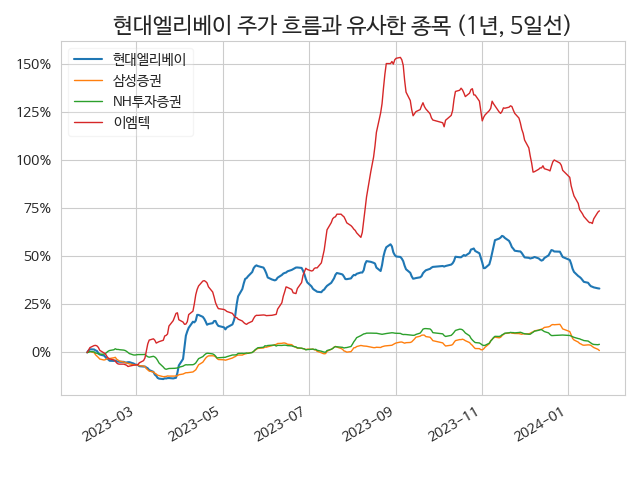 현대엘리베이 주가 흐름과 유사한 종목 (1년, 5일선)
현대엘리베이
삼성증권
NH투자증권
이엠텍
150%
125%
100%
75%
50%
25%
0%
2023-03
2023-05
2023-07
2023-09
2023-11
2024-01